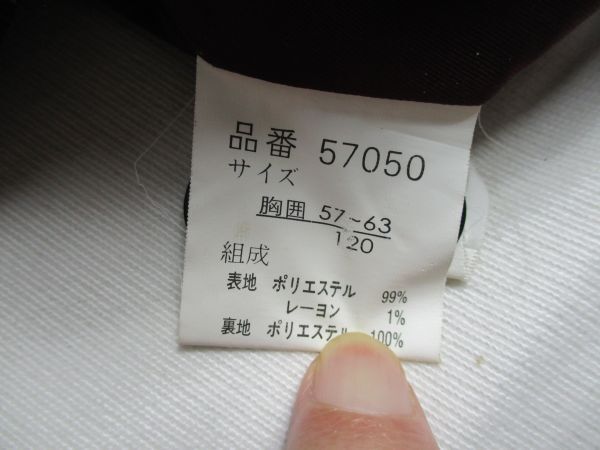 品番 57050
サイズ
胸囲 57~63
120
組成
表地 ポリエステル 99%
レーヨン 1%
裏地 ポリエステル 100%